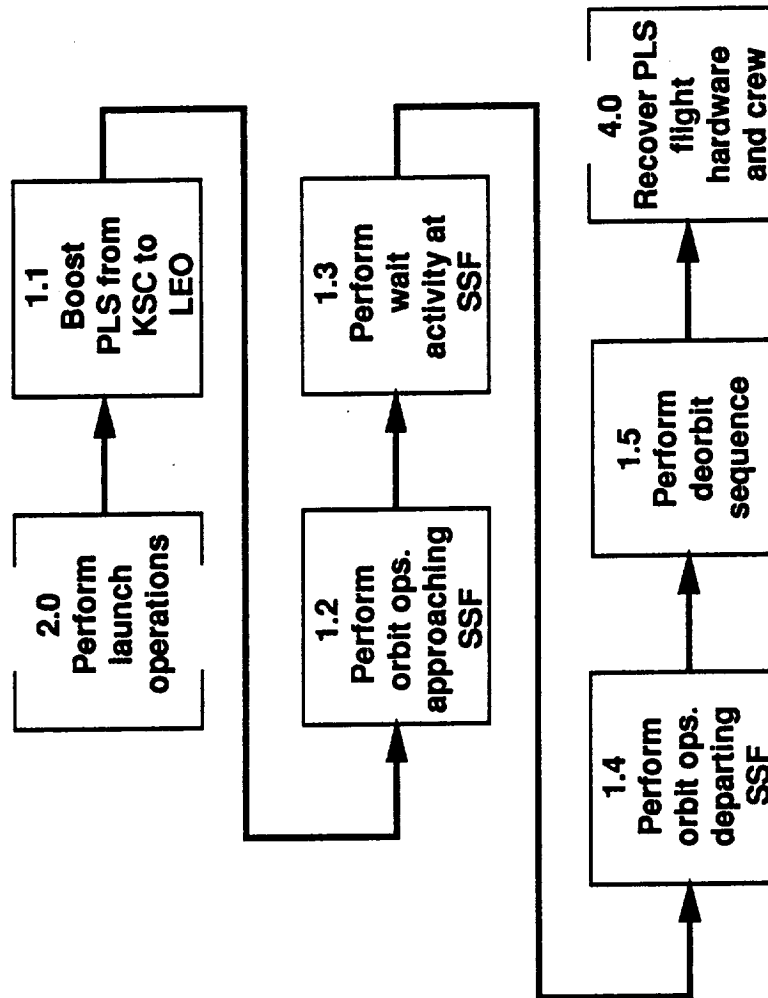 2.0
Perform
launch
operations
1.1
Boost
PLS from
KSC to
LEO
1.2
Perform
orbit ops.
approaching
SSF
1.3
Perform
wait
activity at
SSF
1.4
Perform
orbit ops.
departing
SSF
1.5
Perform
deorbit
sequence
4.0
Recover PLS
flight
hardware
and crew